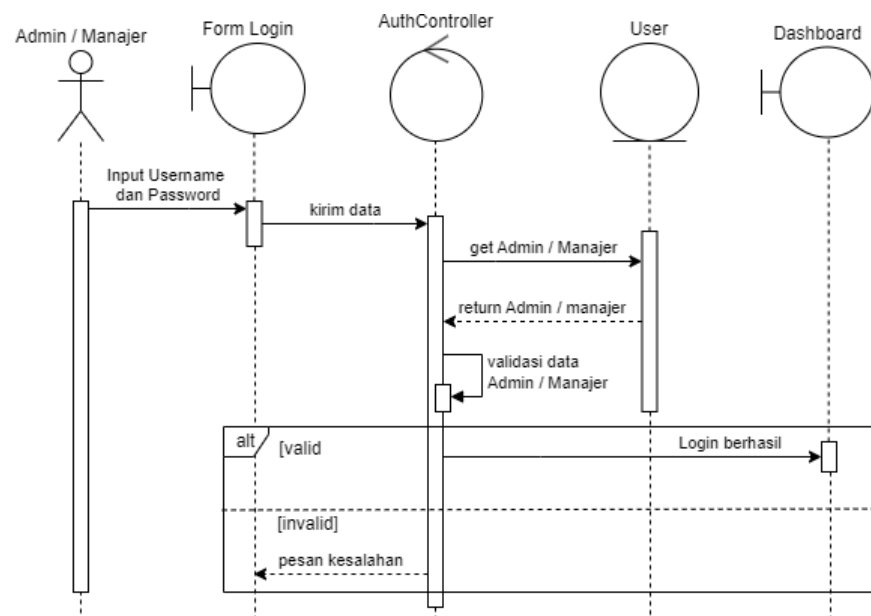 Admin / Manajer
Form Login
AuthController
User
Dashboard
Input Username
dan Password
kirim data
get Admin / Manajer
return Admin / manajer
validasi data
Admin / Manajer
alt
[valid
Login berhasil
[invalid]
pesan kesalahan